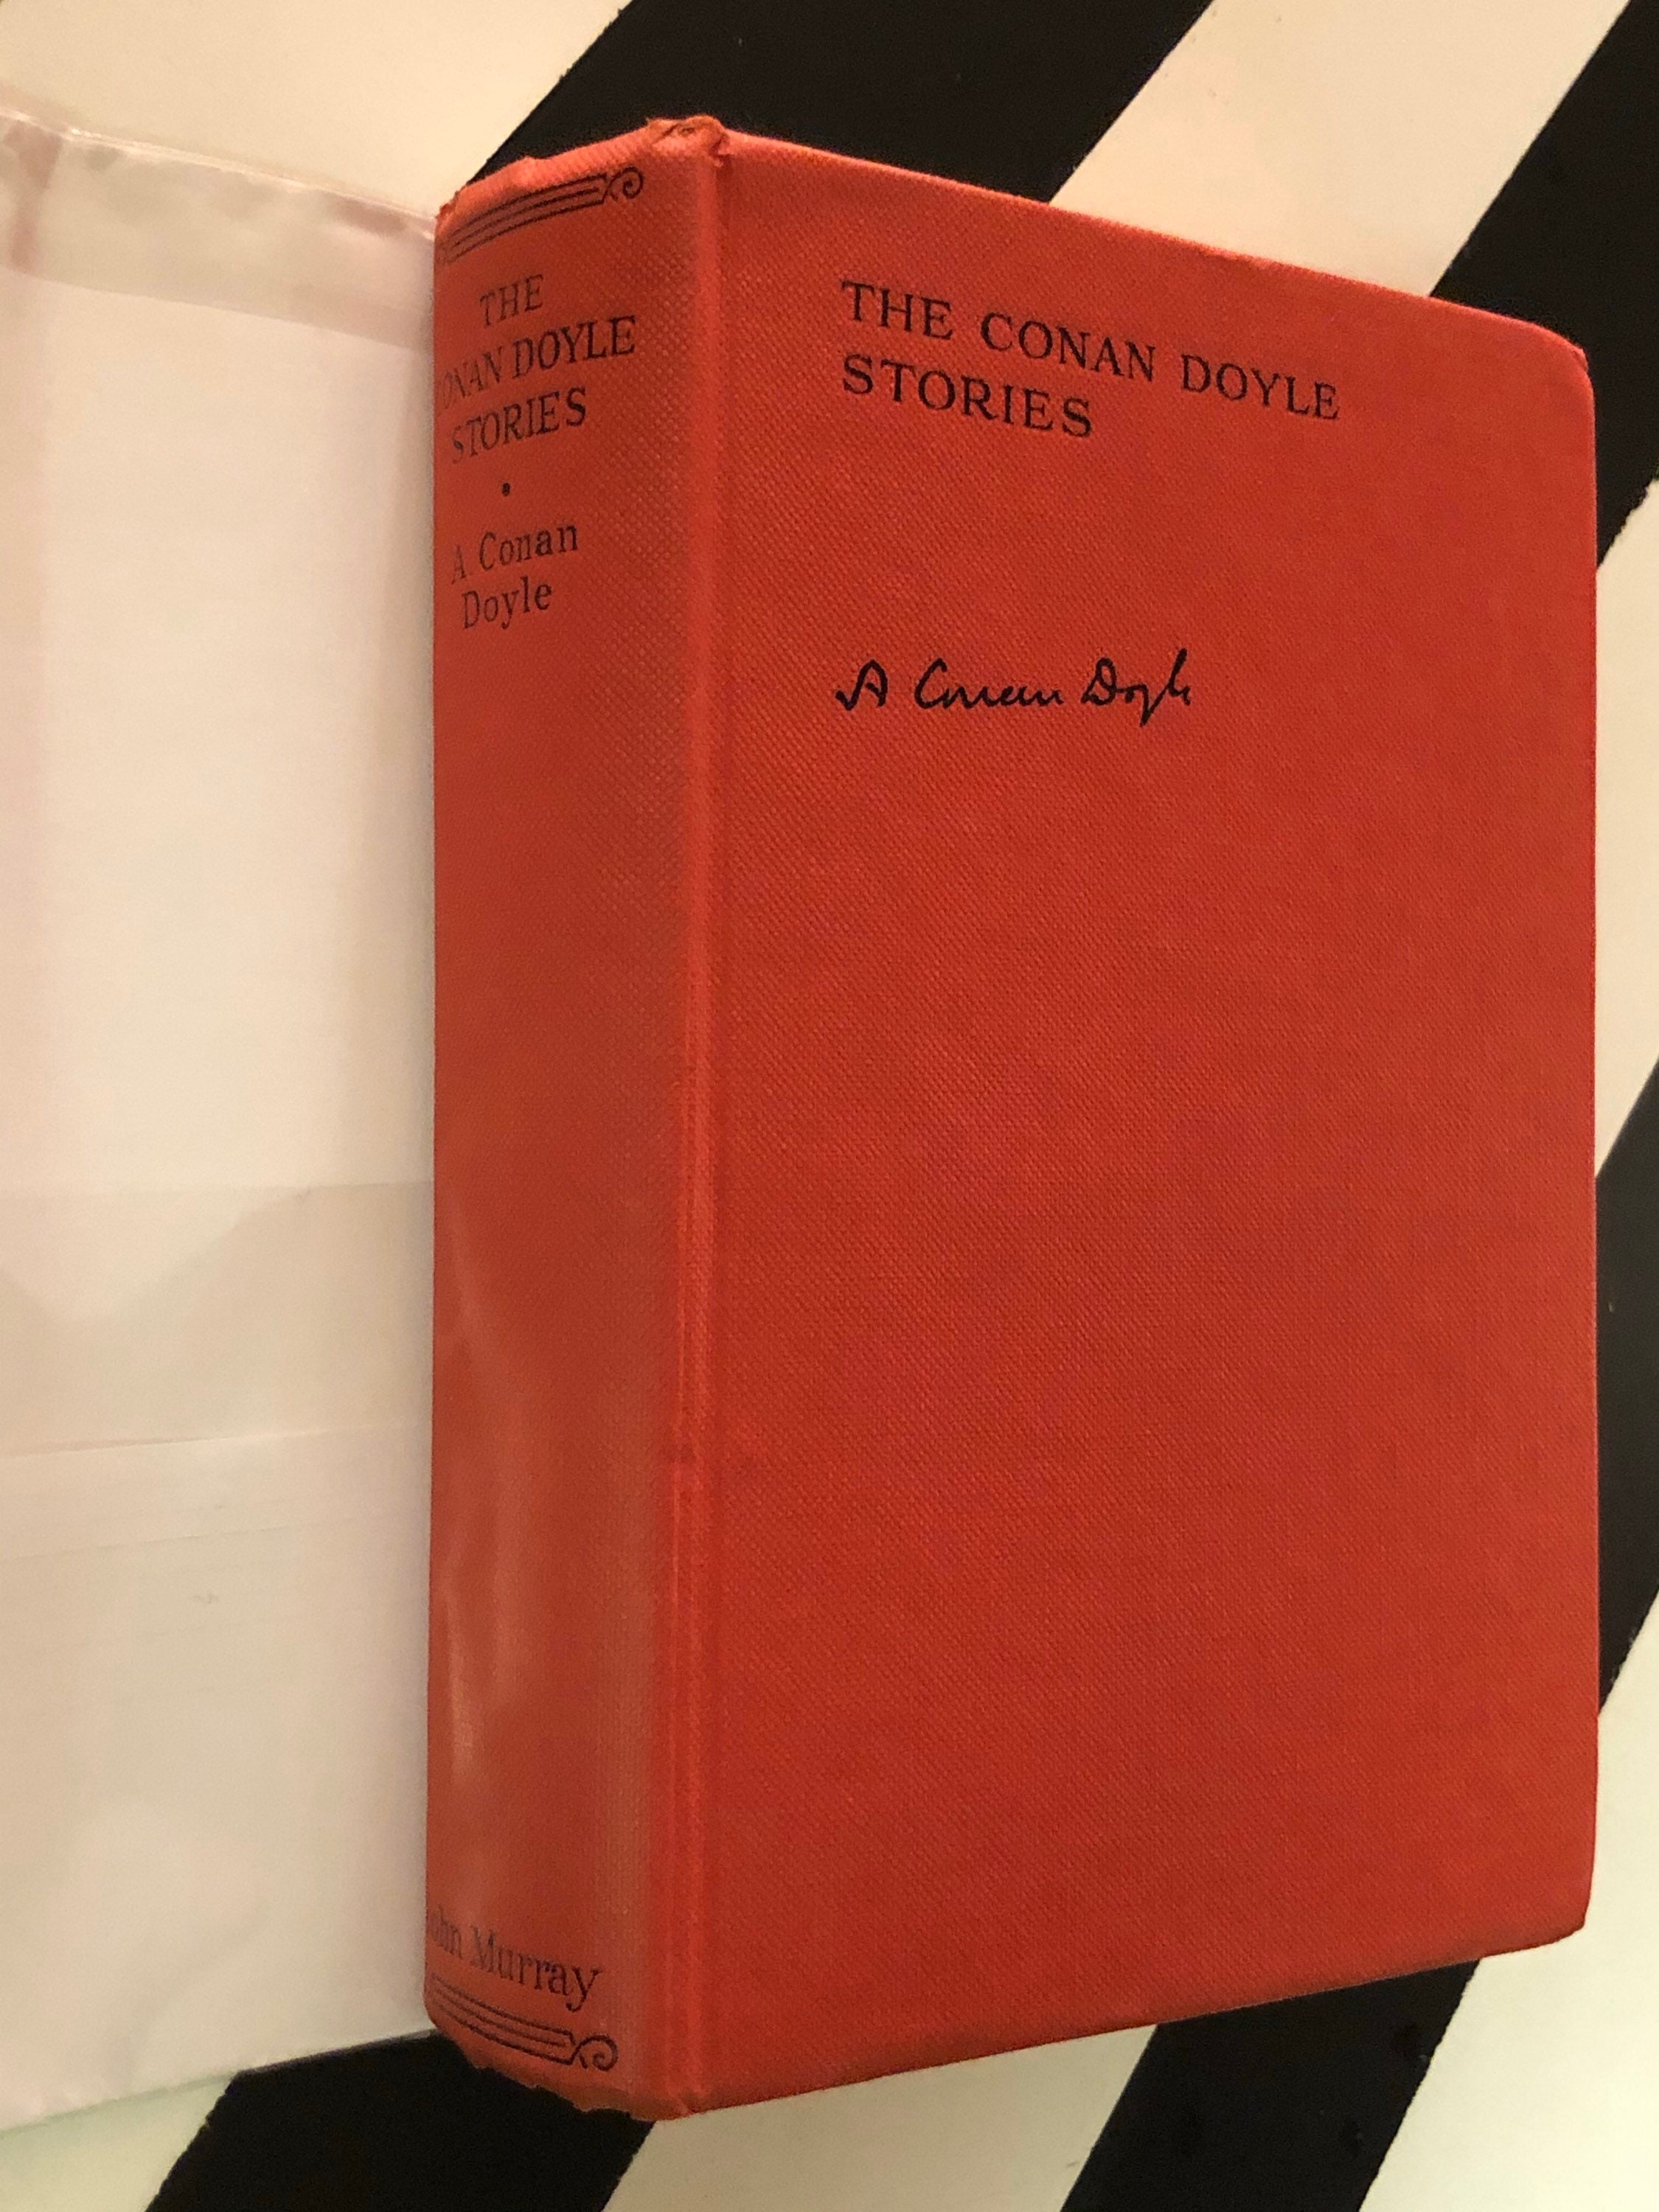 THE
CONAN DOYLE
STORIES
•
A Conan
Doyle
John Murray
THE CONAN DOYLE
STORIES
A Conan Doyle